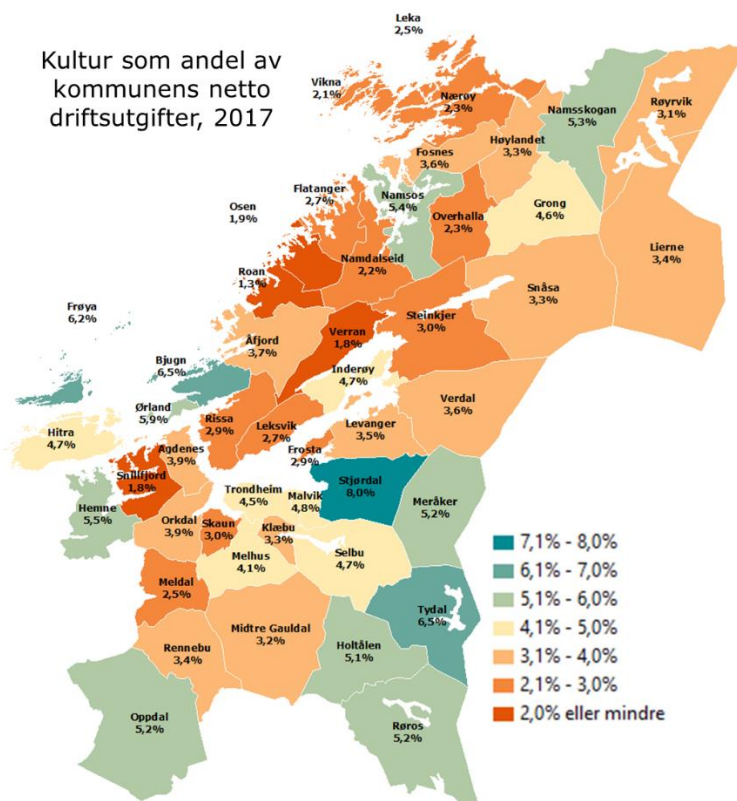 Kultur som andel av
kommunens netto
driftsutgifter, 2017
Leka
2,5%
Vikna
2,1%
Nærøy
2,3%
Namsskogan
5,3%
Røyrvik
3,1%
Fosnes
3,6%
Høylandet
3,3%
Flatanger
2,7%
Namsos
5,4%
Grong
4,6%
Osen
1,9%
Overhalla
2,3%
Lierne
3,4%
Namdalseid
2,2%
Roan
1,3%
Snåsa
3,3%
Frøya
6,2%
Steinkjer
3,0%
Verran
1,8%
Åfjord
3,7%
Bjugn
6,5%
Inderøy
4,7%
Verdal
3,6%
Ørland
5,9%
Rissa
2,9%
Leksvik
2,7%
Levanger
3,5%
Hitra
4,7%
Agdenes
3,9%
Frosta
2,9%
Snillfjord
1,8%
Stjørdal
8,0%
Trondheim
4,5%
Malvik
4,8%
Meråker
5,2%
Hemne
5,5%
Orkdal
3,9%
Skaun
3,0%
Klæbu
3,3%
Melhus
4,1%
Selbu
4,7%
Meldal
2,5%
Tydal
6,5%
Midtre Gauldal
3,2%
Rennebu
3,4%
Holtålen
5,1%
Oppdal
5,2%
Røros
5,2%
7,1% - 8,0%
6,1% - 7,0%
5,1% - 6,0%
4,1% - 5,0%
3,1% - 4,0%
2,1% - 3,0%
2,0% eller mindre